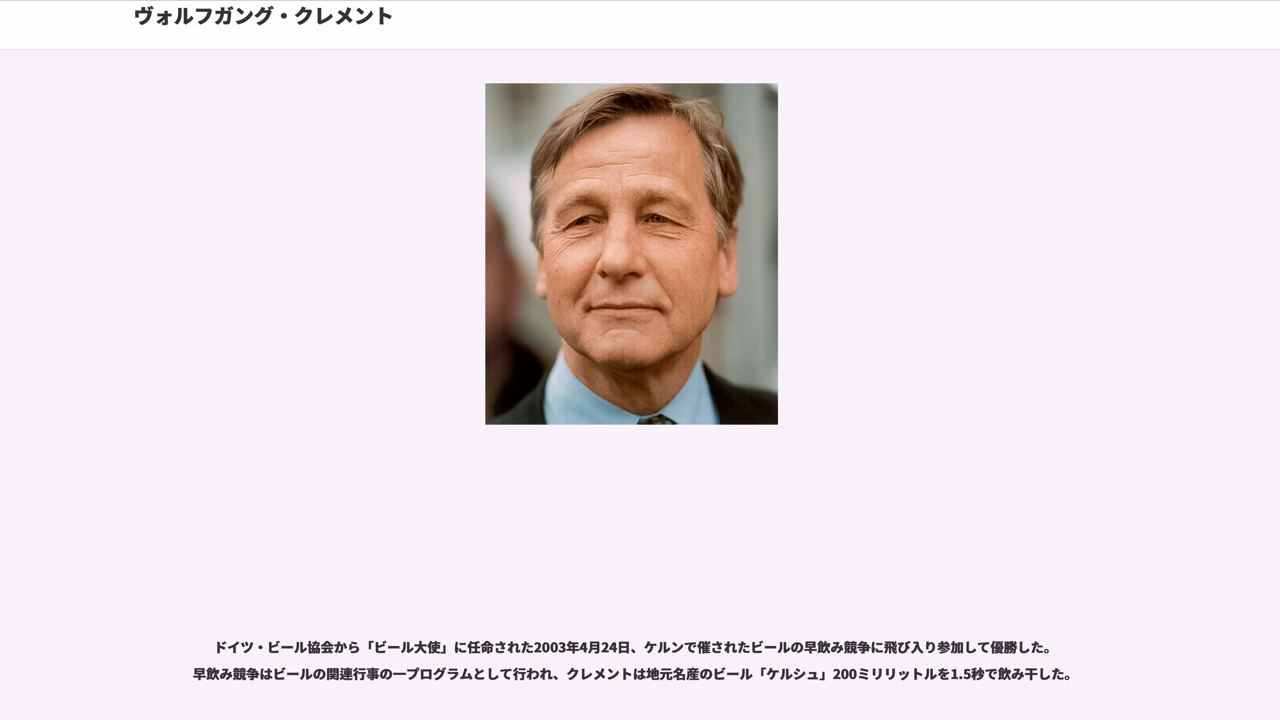 ヴォルフガング・クレメント
ドイツ・ビール協会から「ビール大使」に任命された2003年4月24日、ケルンで催されたビールの早飲み競争に飛び入り参加して優勝した。
早飲み競争はビールの関連行事の一プログラムとして行われ、クレメントは地元名産のビール「ケルシュ」200ミリリットルを1.5秒で飲み干した。